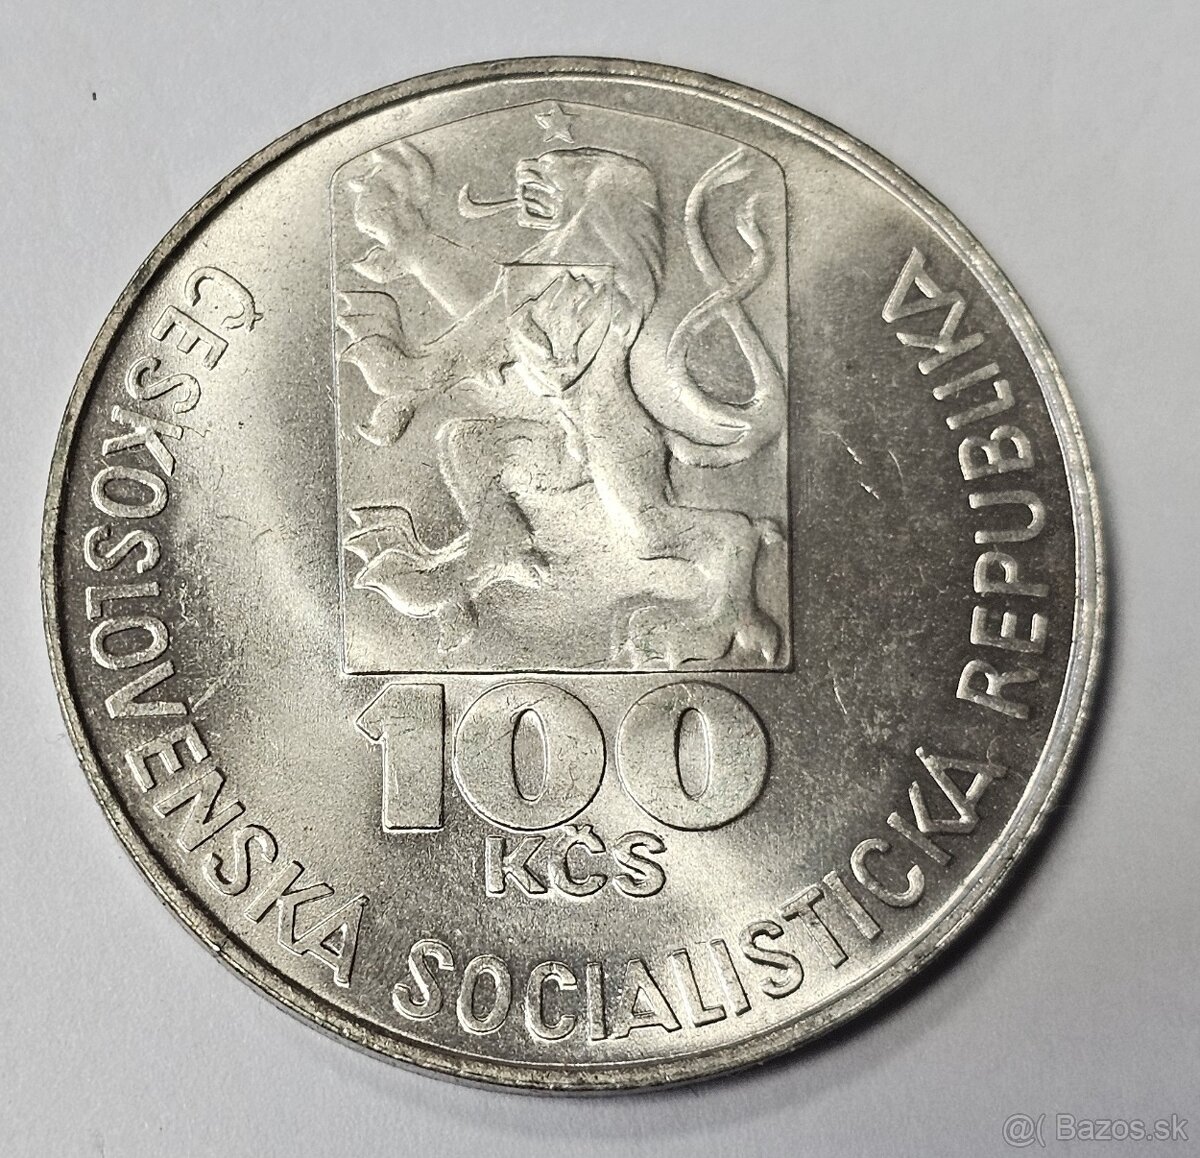 100
KČS
ČESKOSLOVENSKÁ SOCIALISTICKÁ REPUBLIKA
@( Bazos.sk